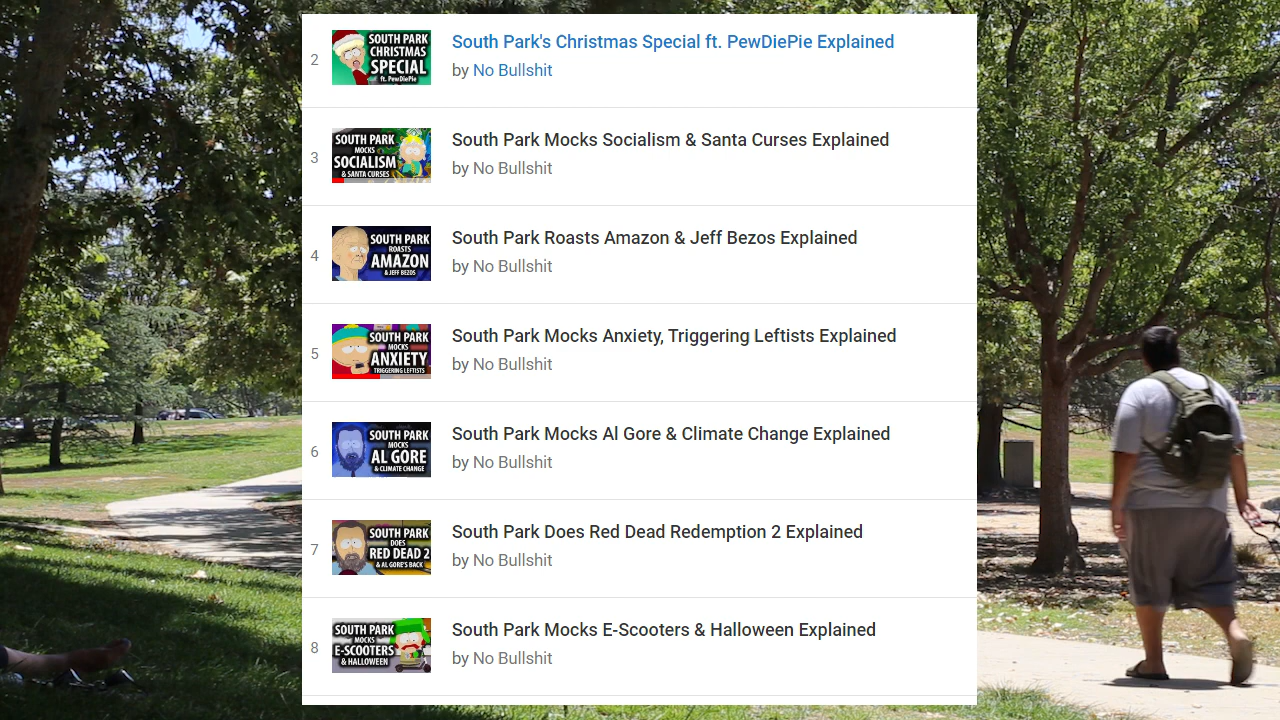 2
SOUTH PARK
CHRISTMAS
SPECIAL
ft. PewDiePie
South Park's Christmas Special ft. PewDiePie Explained
by No Bullshit
3
SOUTH PARK
MOCKS
SOCIALISM
& SANTA CURSES
South Park Mocks Socialism & Santa Curses Explained
by No Bullshit
4
SOUTH PARK
ROASTS
AMAZON
& JEFF BEZOS
South Park Roasts Amazon & Jeff Bezos Explained
by No Bullshit
5
SOUTH PARK
MOCKS
ANXIETY
TRIGGERING LEFTISTS
South Park Mocks Anxiety, Triggering Leftists Explained
by No Bullshit
6
SOUTH PARK
MOCKS
AL GORE
& CLIMATE CHANGE
South Park Mocks Al Gore & Climate Change Explained
by No Bullshit
7
SOUTH PARK
DOES
RED DEAD 2
& AL GORE'S BACK
South Park Does Red Dead Redemption 2 Explained
by No Bullshit
8
SOUTH PARK
MOCKS
E-SCOOTERS
& HALLOWEEN
South Park Mocks E-Scooters & Halloween Explained
by No Bullshit